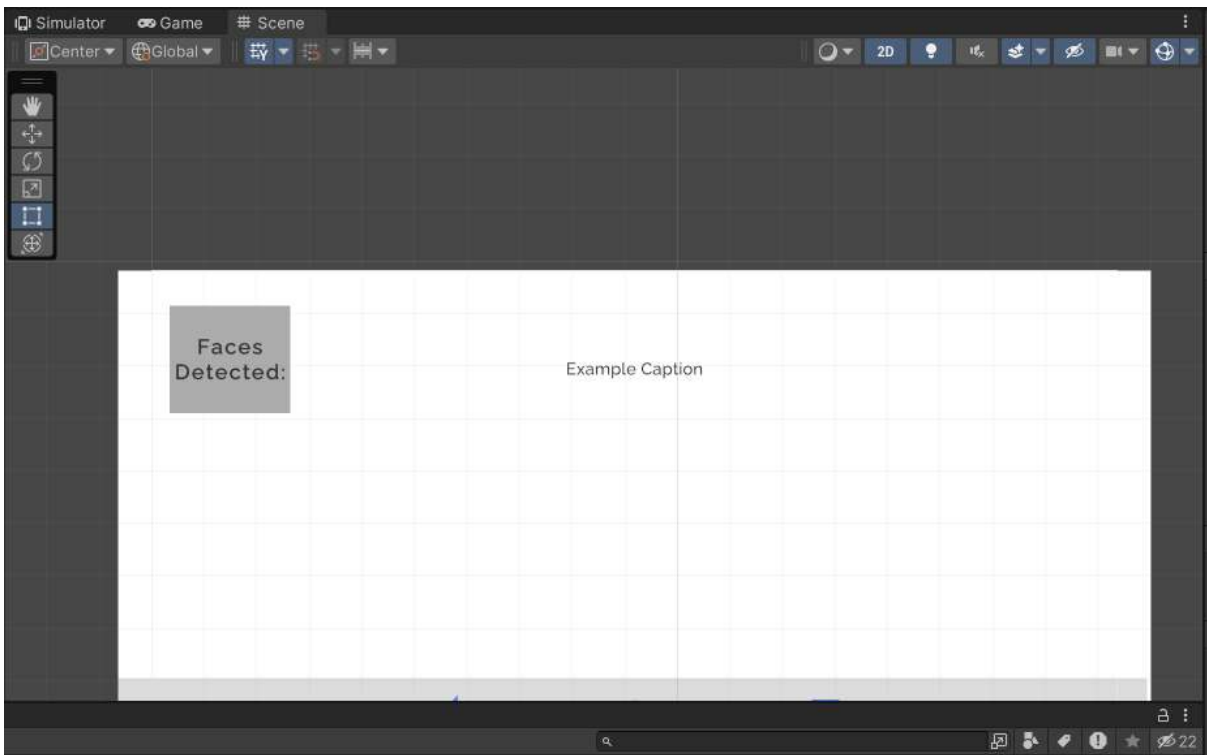 Simulator Game Scene
Center Global 2D
Faces
Detected:
Example Caption
22